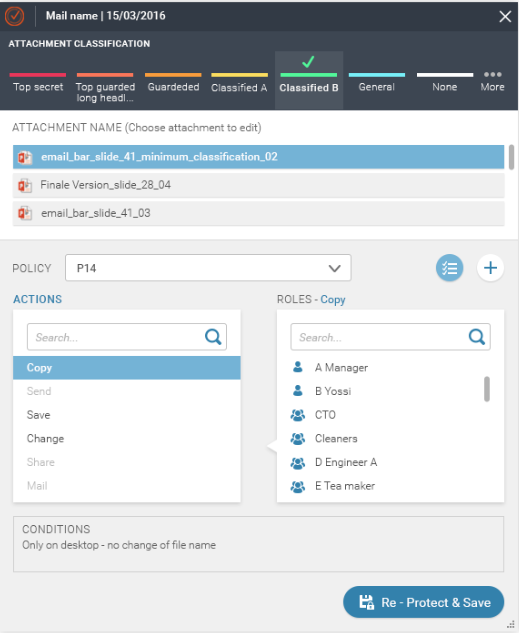 Mail name | 15/03/2016
ATTACHMENT CLASSIFICATION
Top secret
Top guarded
long headl...
Guardeded
Classified A
Classified B
General
None
More
ATTACHMENT NAME (Choose attachment to edit)
email_bar_slide_41_minimum_classification_02
Finale Version_slide_28_04
email_bar_slide_41_03
POLICY
P14
ACTIONS
Search...
Copy
Send
Save
Change
Share
Mail
ROLES - Copy
Search...
A Manager
B Yossi
CTO
Cleaners
D Engineer A
E Tea maker
CONDITIONS
Only on desktop - no change of file name
Re - Protect & Save